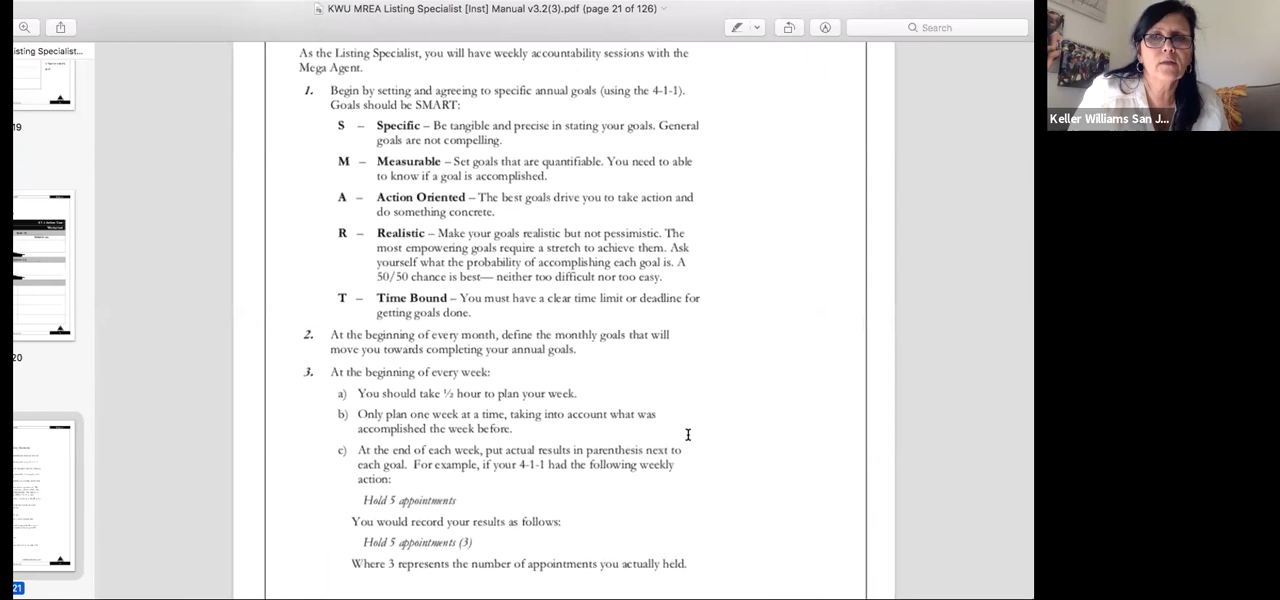 KWU MREA Listing Specialist [Inst] Manual v3.2(3).pdf (page 21 of 126)
Search
isting Specialist...
19
20
21
As the Listing Specialist, you will have weekly accountability sessions with the
Mega Agent.
1. Begin by setting and agreeing to specific annual goals (using the 4-1-1).
Goals should be SMART:
S – Specific – Be tangible and precise in stating your goals. General
goals are not compelling.
M – Measurable – Set goals that are quantifiable. You need to able
to know if a goal is accomplished.
A – Action Oriented – The best goals drive you to take action and
do something concrete.
R – Realistic – Make your goals realistic but not pessimistic. The
most empowering goals require a stretch to achieve them. Ask
yourself what the probability of accomplishing each goal is. A
50/50 chance is best— neither too difficult nor too easy.
T – Time Bound – You must have a clear time limit or deadline for
getting goals done.
2. At the beginning of every month, define the monthly goals that will
move you towards completing your annual goals.
3. At the beginning of every week:
a) You should take ½ hour to plan your week.
b) Only plan one week at a time, taking into account what was
accomplished the week before.
c) At the end of each week, put actual results in parenthesis next to
each goal. For example, if your 4-1-1 had the following weekly
action:
Hold 5 appointments
You would record your results as follows:
Hold 5 appointments (3)
Where 3 represents the number of appointments you actually held.
Keller Williams San J...